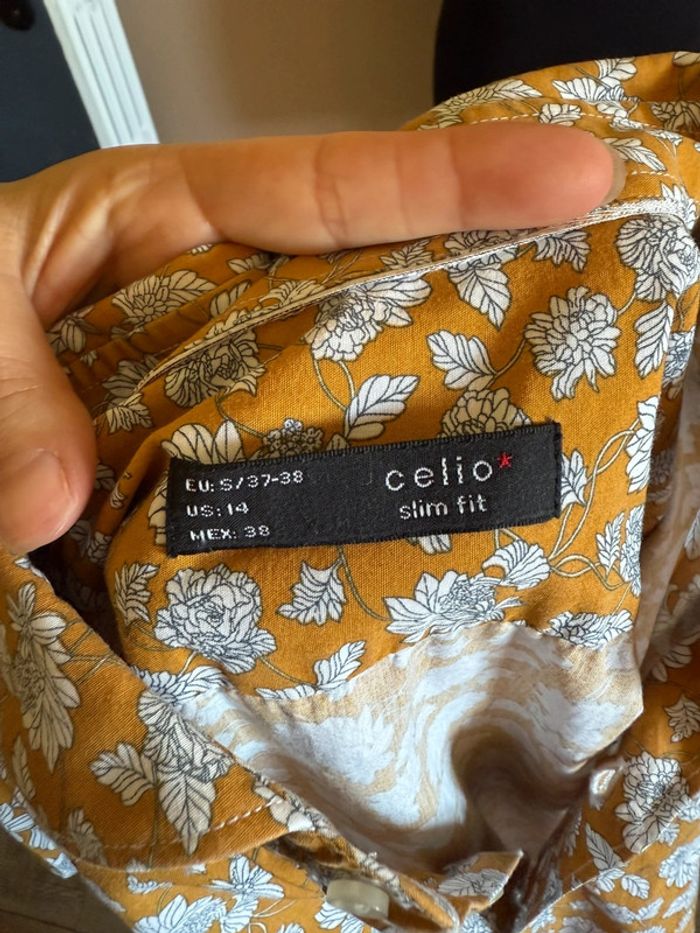 EU: S/37-38
US: 14
MEX: 38
celio*
slim fit